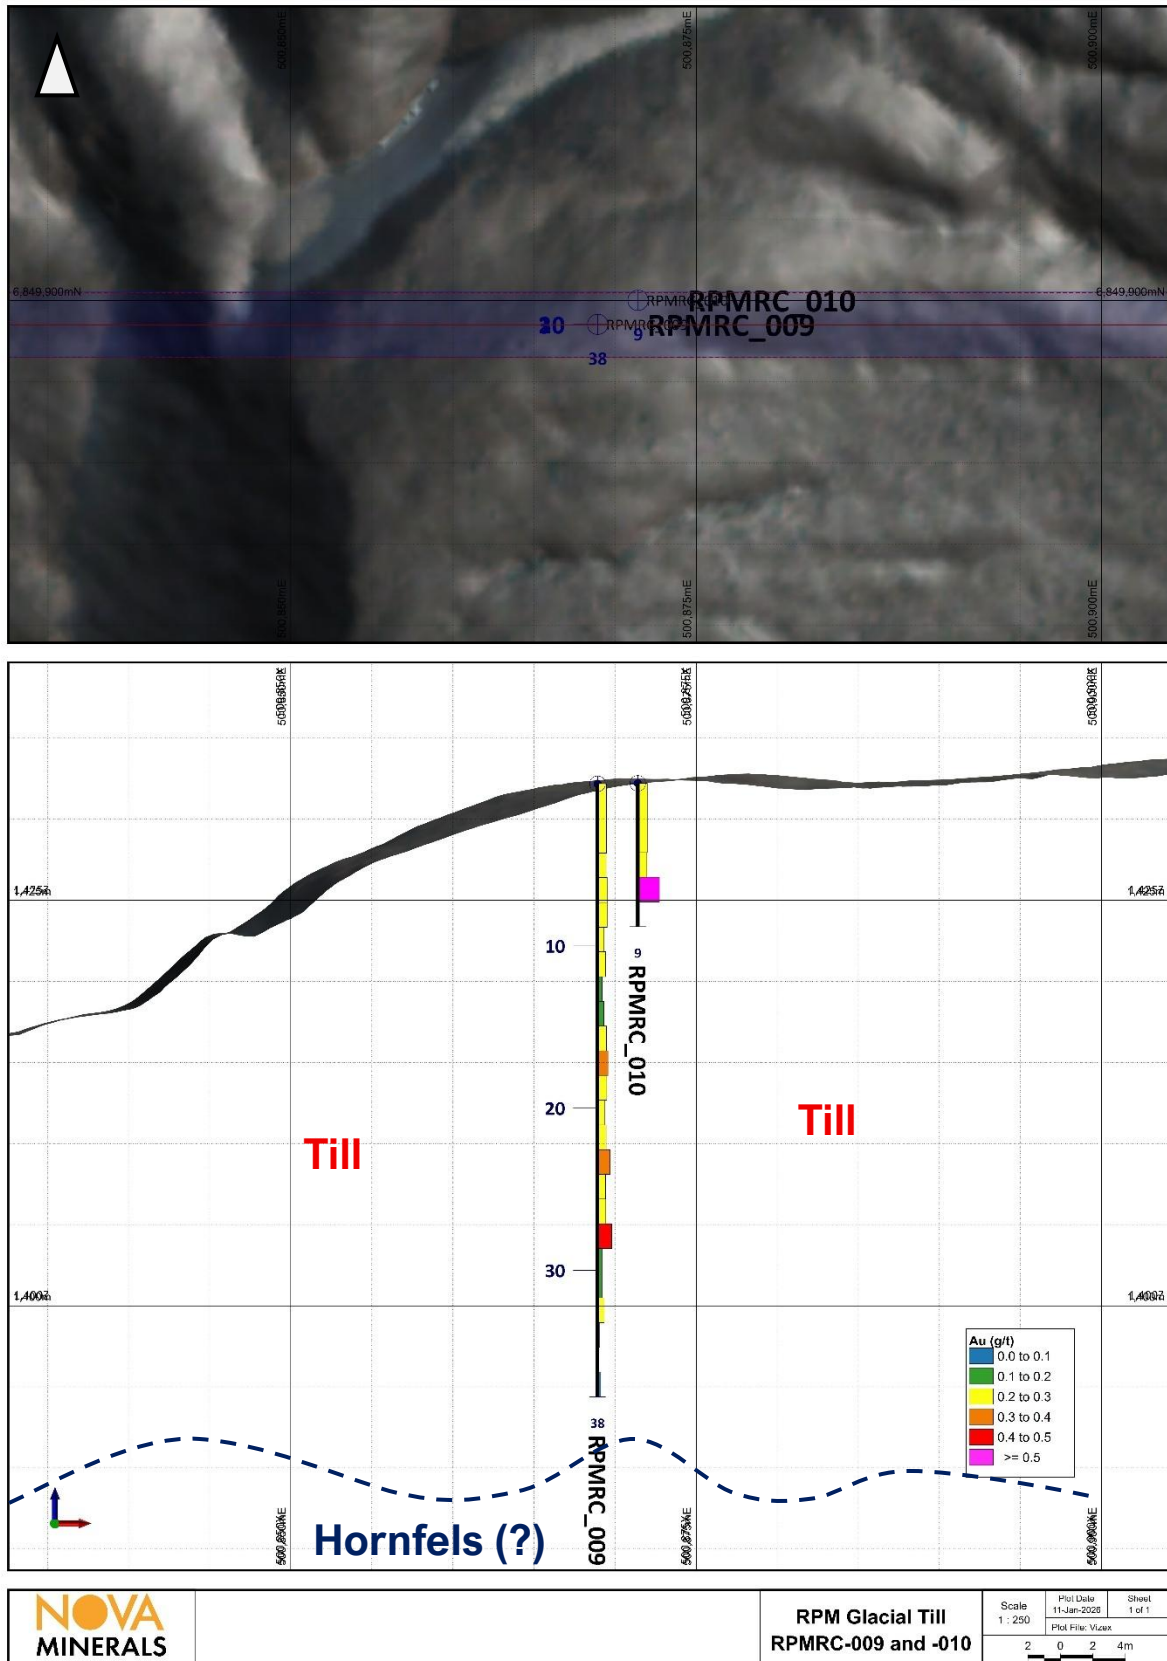 500,850mE
500,875mE
500,900mE
6,849,900mN
6,849,900mN
RPMRC_010
RPMRC_009
9
38
500,850mE
500,875mE
500,900mE
1,425m
1,425m
10
9
RPMRC_010
20
Till
Till
30
1,400m
1,400m
Au (g/t)
0.0 to 0.1
0.1 to 0.2
0.2 to 0.3
0.3 to 0.4
0.4 to 0.5
>= 0.5
38
RPMRC_009
Hornfels (?)
NOVA
MINERALS
RPM Glacial Till
RPMRC-009 and -010
Scale
1 : 250
Plot Date
11-Jan-2026
Sheet
1 of 1
Plot File: Vizex
2 0 2 4m